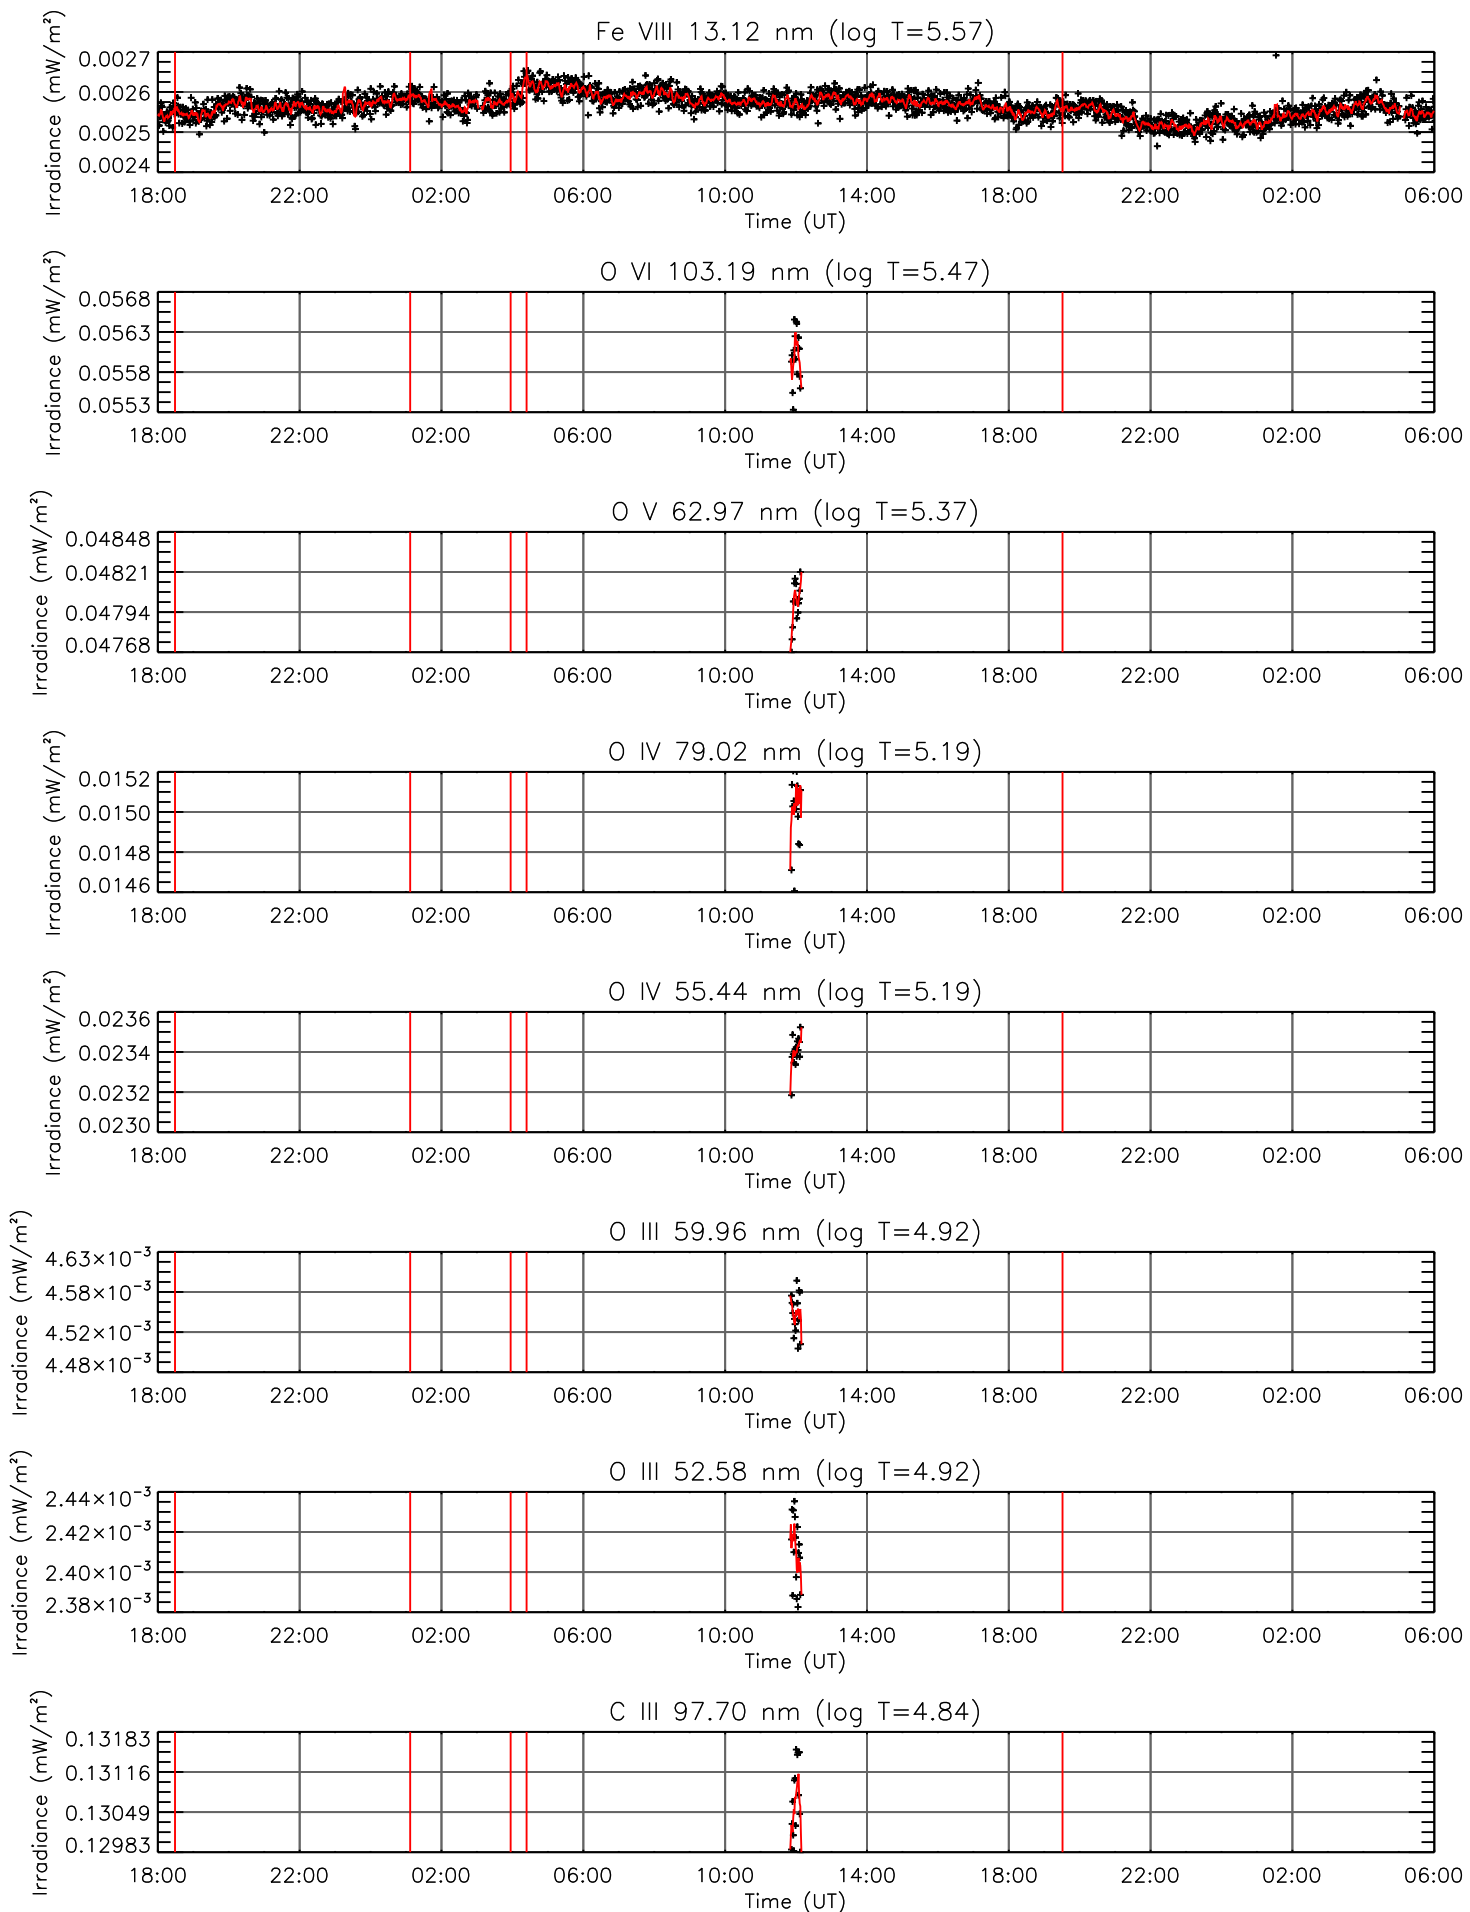 Fe VIII 13.12 nm (log T=5.57)
Irradiance (mW/m²)
0.0027
0.0026
0.0025
0.0024
18:00 22:00 02:00 06:00 10:00 14:00 18:00 22:00 02:00 06:00
Time (UT)
O VI 103.19 nm (log T=5.47)
Irradiance (mW/m²)
0.0568
0.0563
0.0558
0.0553
18:00 22:00 02:00 06:00 10:00 14:00 18:00 22:00 02:00 06:00
Time (UT)
O V 62.97 nm (log T=5.37)
Irradiance (mW/m²)
0.04848
0.04821
0.04794
0.04768
18:00 22:00 02:00 06:00 10:00 14:00 18:00 22:00 02:00 06:00
Time (UT)
O IV 79.02 nm (log T=5.19)
Irradiance (mW/m²)
0.0152
0.0150
0.0148
0.0146
18:00 22:00 02:00 06:00 10:00 14:00 18:00 22:00 02:00 06:00
Time (UT)
O IV 55.44 nm (log T=5.19)
Irradiance (mW/m²)
0.0236
0.0234
0.0232
0.0230
18:00 22:00 02:00 06:00 10:00 14:00 18:00 22:00 02:00 06:00
Time (UT)
O III 59.96 nm (log T=4.92)
Irradiance (mW/m²)
4.63×10⁻³
4.58×10⁻³
4.52×10⁻³
4.48×10⁻³
18:00 22:00 02:00 06:00 10:00 14:00 18:00 22:00 02:00 06:00
Time (UT)
O III 52.58 nm (log T=4.92)
Irradiance (mW/m²)
2.44×10⁻³
2.42×10⁻³
2.40×10⁻³
2.38×10⁻³
18:00 22:00 02:00 06:00 10:00 14:00 18:00 22:00 02:00 06:00
Time (UT)
C III 97.70 nm (log T=4.84)
Irradiance (mW/m²)
0.13183
0.13116
0.13049
0.12983
18:00 22:00 02:00 06:00 10:00 14:00 18:00 22:00 02:00 06:00
Time (UT)